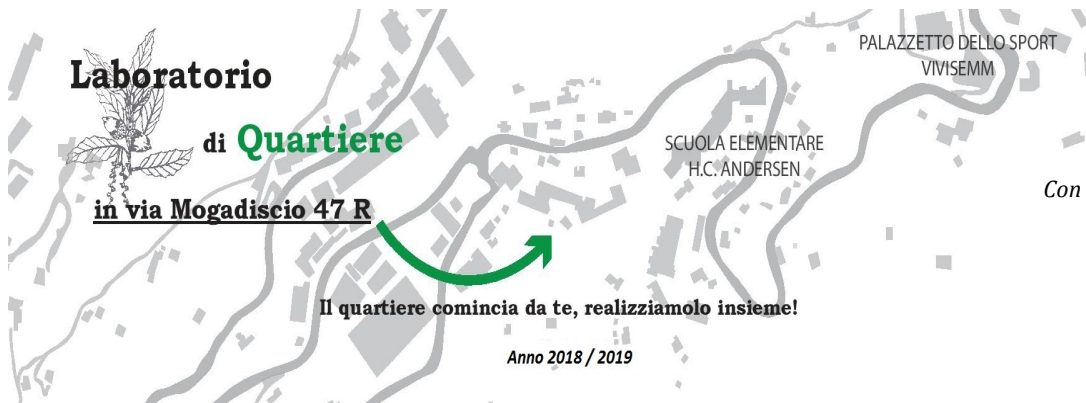 Laboratorio
di Quartiere
in via Mogadiscio 47 R
PALAZZETTO DELLO SPORT
VIVISEMM
SCUOLA ELEMENTARE
H.C. ANDERSEN
Con
Il quartiere comincia da te, realizziamolo insieme!
Anno 2018 / 2019